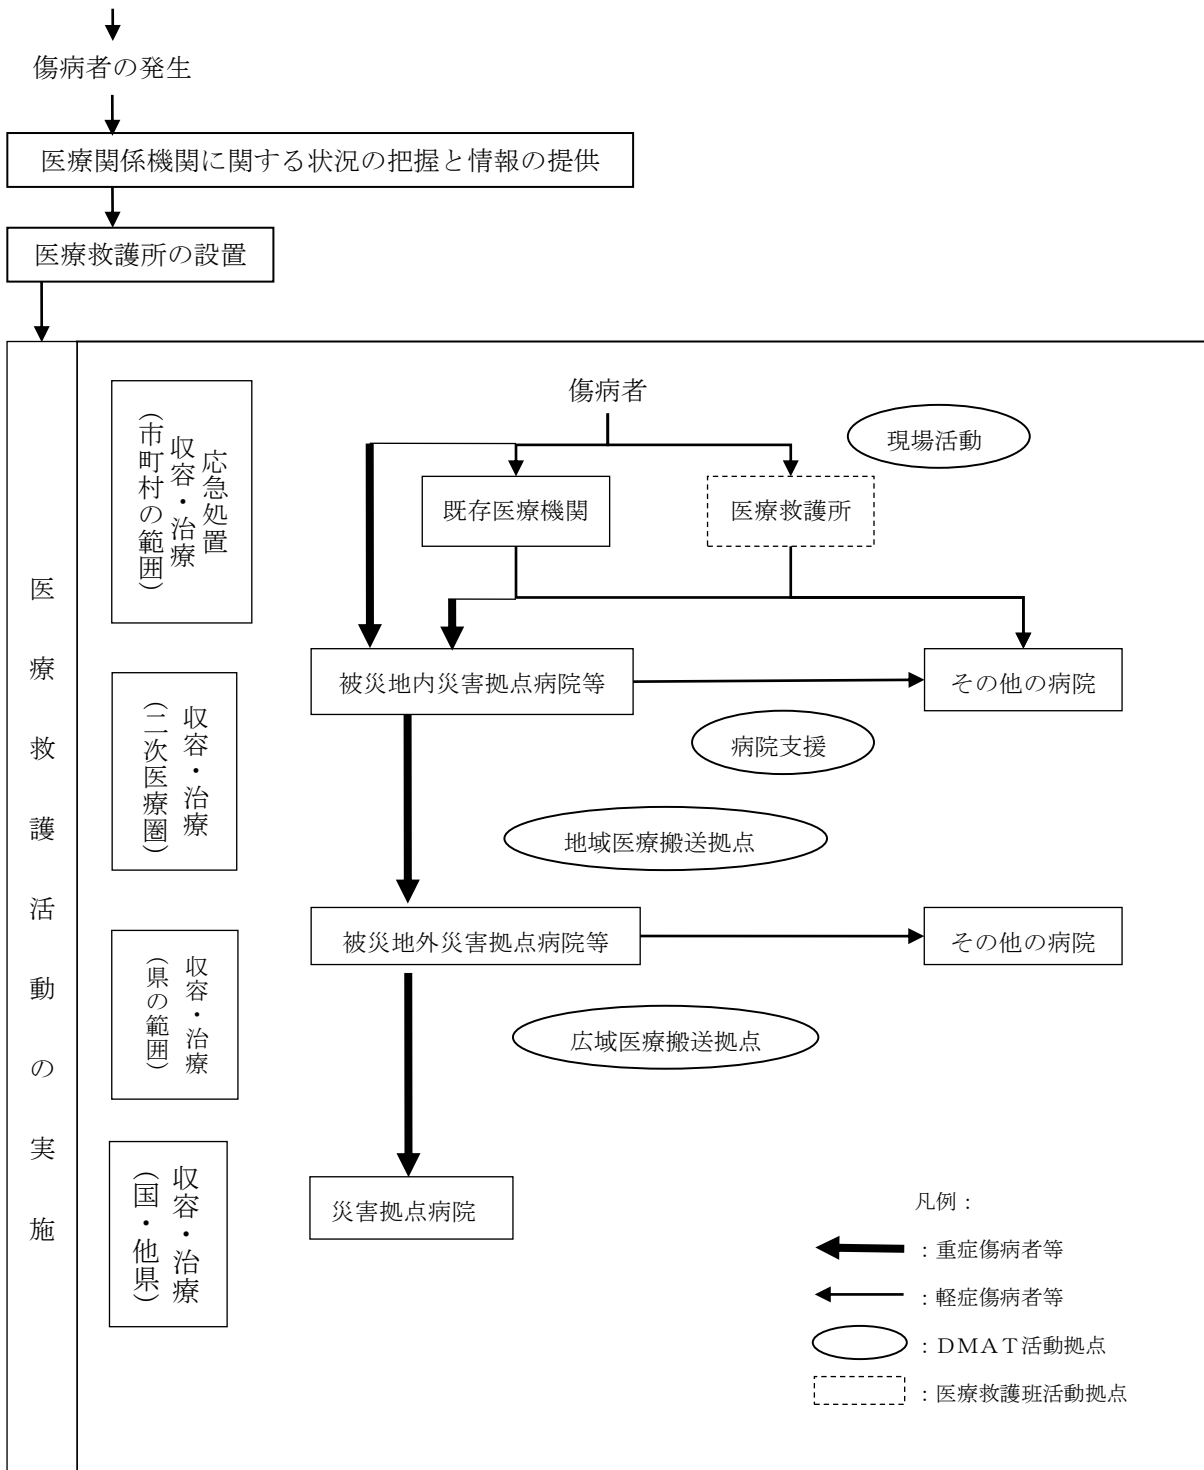 傷病者の発生
医療関係機関に関する状況の把握と情報の提供
医療救護所の設置
医療救護活動の実施
応急処置
収容・治療
(市町村の範囲)
傷病者
現場活動
既存医療機関
医療救護所
収容・治療
(二次医療圏)
被災地内災害拠点病院等
その他の病院
病院支援
地域医療搬送拠点
収容・治療
(県の範囲)
被災地外災害拠点病院等
その他の病院
広域医療搬送拠点
収容・治療
(国・他県)
災害拠点病院
凡例：
：重症傷病者等
：軽症傷病者等
：ＤＭＡＴ活動拠点
：医療救護班活動拠点